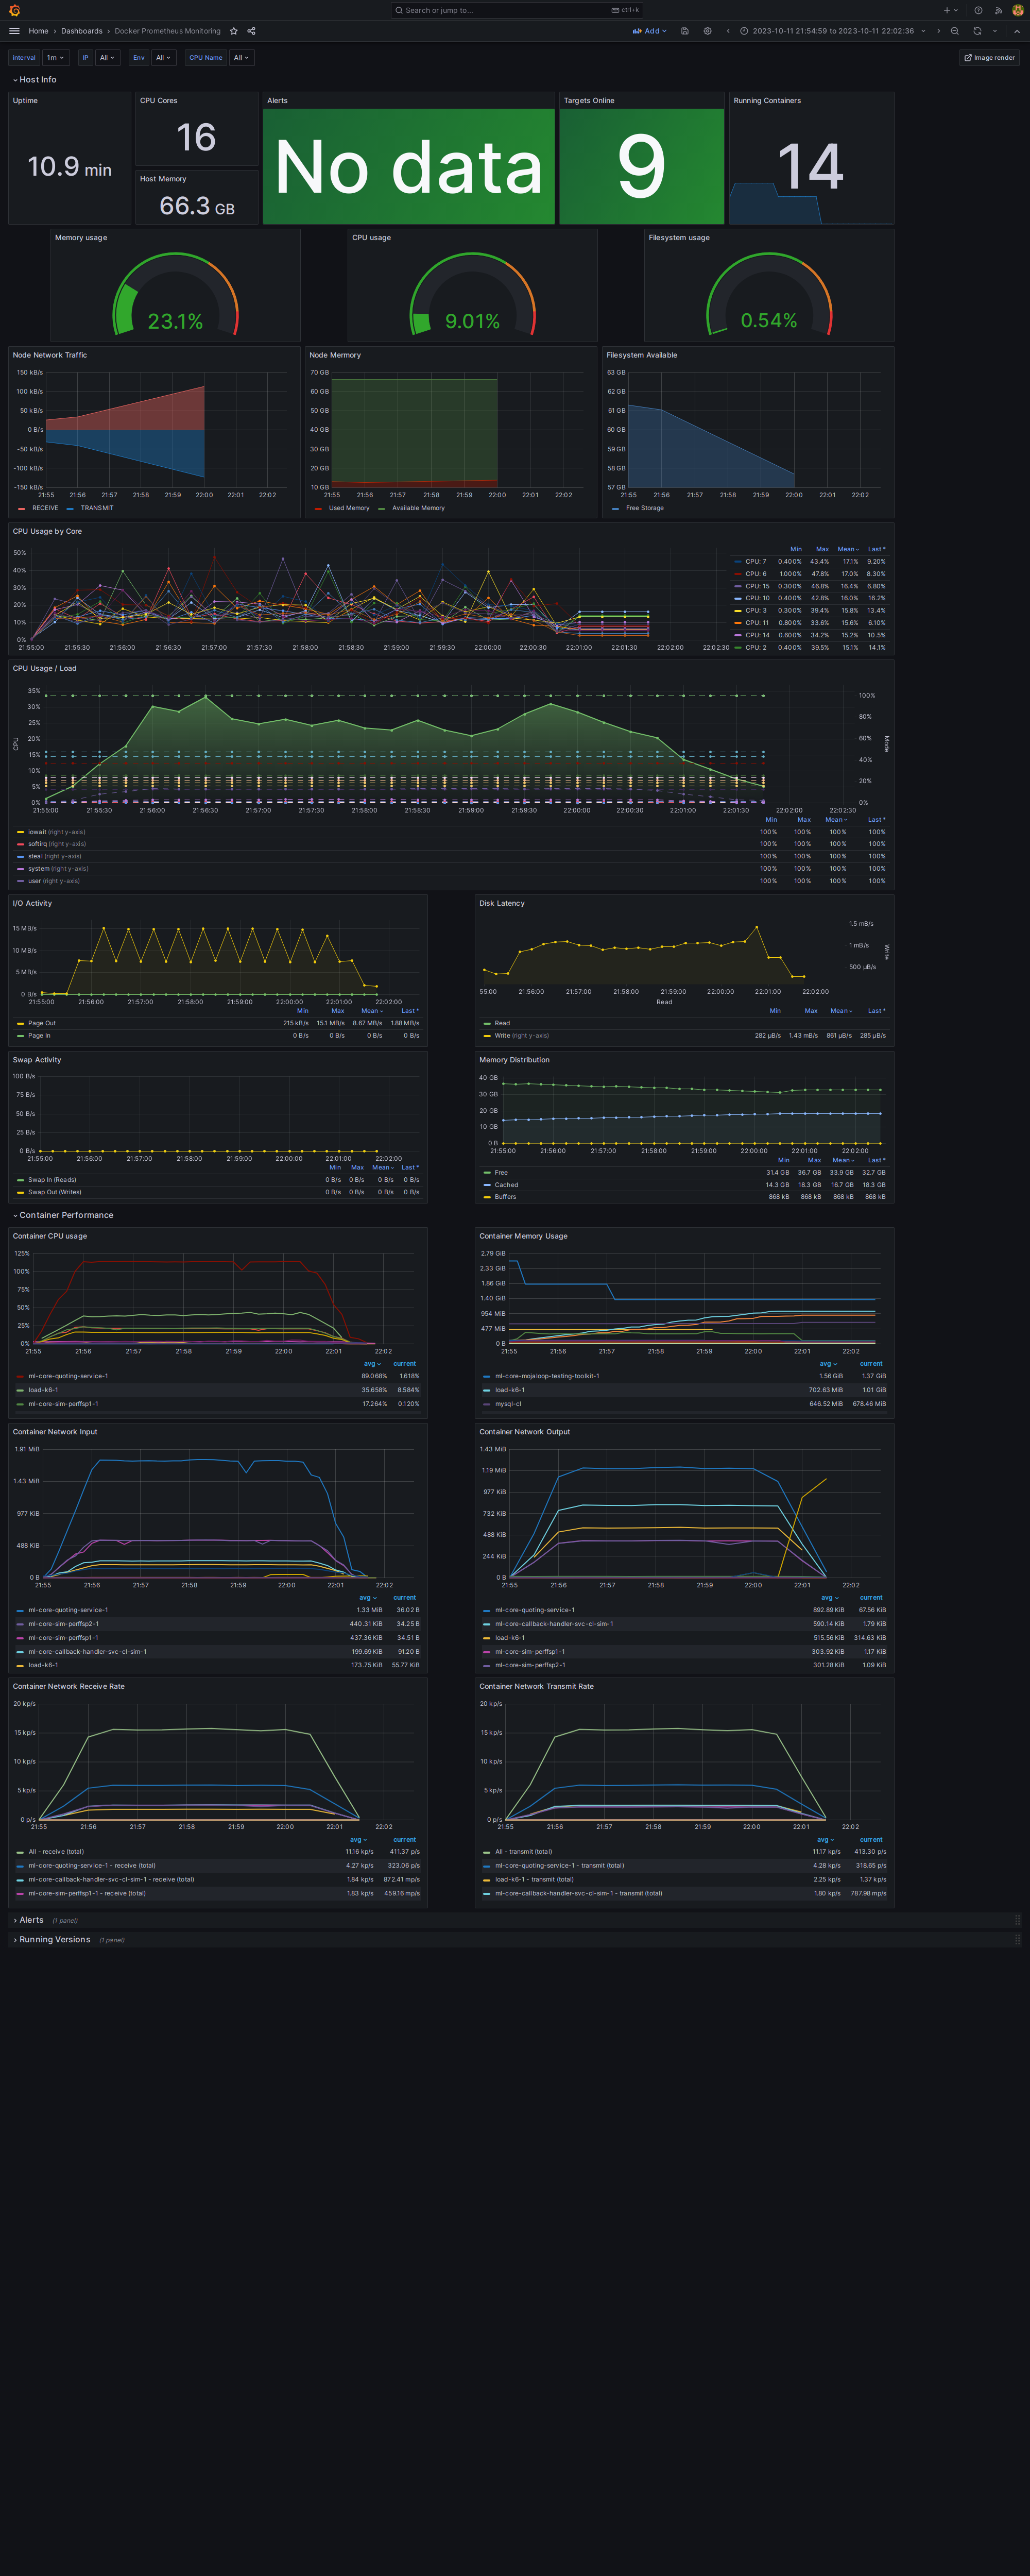 Search or jump to...
ctrl+k
Home
Dashboards
Docker Prometheus Monitoring
Add
2023-10-11 21:54:59 to 2023-10-11 22:02:36
Interval 1m IP All Env All CPU Name All
Image render
Host Info
Uptime
10.9 min
CPU Cores
16
Host Memory
66.3 GB
Alerts
No data
Targets Online
9
Running Containers
14
Memory usage
23.1%
CPU usage
9.01%
Filesystem usage
0.54%
Node Network Traffic
150 kB/s
100 kB/s
50 kB/s
0 B/s
-50 kB/s
-100 kB/s
-150 kB/s
21:55 21:56 21:57 21:58 21:59 22:00 22:01 22:02
RECEIVE TRANSMIT
Node Mermory
70 GB
60 GB
50 GB
40 GB
30 GB
20 GB
10 GB
21:55 21:56 21:57 21:58 21:59 22:00 22:01 22:02
Used Memory Available Memory
Filesystem Available
63 GB
62 GB
61 GB
60 GB
59 GB
58 GB
57 GB
21:55 21:56 21:57 21:58 21:59 22:00 22:01 22:02
Free Storage
CPU Usage by Core
50%
40%
30%
20%
10%
0%
21:55:00 21:55:30 21:56:00 21:56:30 21:57:00 21:57:30 21:58:00 21:58:30 21:59:00 21:59:30 22:00:00 22:00:30 22:01:00 22:01:30 22:02:00 22:02:30
Min Max Mean Last *
CPU: 7 0.400% 43.4% 17.1% 9.20%
CPU: 6 1.000% 47.8% 17.0% 8.30%
CPU: 15 0.300% 46.8% 16.4% 6.80%
CPU: 10 0.400% 42.8% 16.0% 16.2%
CPU: 3 0.300% 39.4% 15.8% 13.4%
CPU: 11 0.800% 33.6% 15.6% 6.10%
CPU: 14 0.600% 34.2% 15.2% 10.5%
CPU: 2 0.400% 39.5% 15.1% 14.1%
CPU Usage / Load
35%
30%
25%
20%
15%
10%
5%
0%
CPU
100%
80%
60%
40%
20%
0%
Mode
21:55:00 21:55:30 21:56:00 21:56:30 21:57:00 21:57:30 21:58:00 21:58:30 21:59:00 21:59:30 22:00:00 22:00:30 22:01:00 22:01:30 22:02:00 22:02:30
Min Max Mean Last *
iowait (right y-axis) 100% 100% 100% 100%
softirq (right y-axis) 100% 100% 100% 100%
steal (right y-axis) 100% 100% 100% 100%
system (right y-axis) 100% 100% 100% 100%
user (right y-axis) 100% 100% 100% 100%
I/O Activity
15 MB/s
10 MB/s
5 MB/s
0 B/s
21:55:00 21:56:00 21:57:00 21:58:00 21:59:00 22:00:00 22:01:00 22:02:00
Min Max Mean Last *
Page Out 215 kB/s 15.1 MB/s 8.67 MB/s 1.88 MB/s
Page In 0 B/s 0 B/s 0 B/s 0 B/s
Disk Latency
1.5 mB/s
1 mB/s
500 µB/s
Write
55:00 21:56:00 21:57:00 21:58:00 21:59:00 22:00:00 22:01:00 22:02:00
Read
Min Max Mean Last *
Read
Write (right y-axis) 282 µB/s 1.43 mB/s 861 µB/s 285 µB/s
Swap Activity
100 B/s
75 B/s
50 B/s
25 B/s
0 B/s
21:55:00 21:56:00 21:57:00 21:58:00 21:59:00 22:00:00 22:01:00 22:02:00
Min Max Mean Last *
Swap In (Reads) 0 B/s 0 B/s 0 B/s 0 B/s
Swap Out (Writes) 0 B/s 0 B/s 0 B/s 0 B/s
Memory Distribution
40 GB
30 GB
20 GB
10 GB
0 B
21:55:00 21:56:00 21:57:00 21:58:00 21:59:00 22:00:00 22:01:00 22:02:00
Min Max Mean Last *
Free 31.4 GB 36.7 GB 33.9 GB 32.7 GB
Cached 14.3 GB 18.3 GB 16.7 GB 18.3 GB
Buffers 868 kB 868 kB 868 kB 868 kB
Container Performance
Container CPU usage
125%
100%
75%
50%
25%
0%
21:55 21:56 21:57 21:58 21:59 22:00 22:01 22:02
avg current
ml-core-quoting-service-1 89.068% 1.618%
load-k6-1 35.658% 8.584%
ml-core-sim-perffsp1-1 17.264% 0.120%
Container Memory Usage
2.79 GiB
2.33 GiB
1.86 GiB
1.40 GiB
954 MiB
477 MiB
0 B
21:55 21:56 21:57 21:58 21:59 22:00 22:01 22:02
avg current
ml-core-mojaloop-testing-toolkit-1 1.56 GiB 1.37 GiB
load-k6-1 702.63 MiB 1.01 GiB
mysql-cl 646.52 MiB 678.46 MiB
Container Network Input
1.91 MiB
1.43 MiB
977 KiB
488 KiB
0 B
21:55 21:56 21:57 21:58 21:59 22:00 22:01 22:02
avg current
ml-core-quoting-service-1 1.33 MiB 36.02 B
ml-core-sim-perffsp2-1 440.31 KiB 34.25 B
ml-core-sim-perffsp1-1 437.36 KiB 34.51 B
ml-core-callback-handler-svc-cl-sim-1 199.69 KiB 91.20 B
load-k6-1 173.75 KiB 55.77 KiB
Container Network Output
1.43 MiB
1.19 MiB
977 KiB
732 KiB
488 KiB
244 KiB
0 B
21:55 21:56 21:57 21:58 21:59 22:00 22:01 22:02
avg current
ml-core-quoting-service-1 892.89 KiB 67.56 KiB
ml-core-callback-handler-svc-cl-sim-1 590.14 KiB 1.79 KiB
load-k6-1 515.56 KiB 314.63 KiB
ml-core-sim-perffsp1-1 303.92 KiB 1.17 KiB
ml-core-sim-perffsp2-1 301.28 KiB 1.09 KiB
Container Network Receive Rate
20 kp/s
15 kp/s
10 kp/s
5 kp/s
0 p/s
21:55 21:56 21:57 21:58 21:59 22:00 22:01 22:02
avg current
All - receive (total) 11.16 kp/s 411.37 p/s
ml-core-quoting-service-1 - receive (total) 4.27 kp/s 323.06 p/s
ml-core-callback-handler-svc-cl-sim-1 - receive (total) 1.84 kp/s 872.41 mp/s
ml-core-sim-perffsp1-1 - receive (total) 1.83 kp/s 459.16 mp/s
Container Network Transmit Rate
20 kp/s
15 kp/s
10 kp/s
5 kp/s
0 p/s
21:55 21:56 21:57 21:58 21:59 22:00 22:01 22:02
avg current
All - transmit (total) 11.17 kp/s 413.30 p/s
ml-core-quoting-service-1 - transmit (total) 4.28 kp/s 318.65 p/s
load-k6-1 - transmit (total) 2.25 kp/s 1.37 kp/s
ml-core-callback-handler-svc-cl-sim-1 - transmit (total) 1.80 kp/s 787.98 mp/s
Alerts (1 panel)
Running Versions (1 panel)